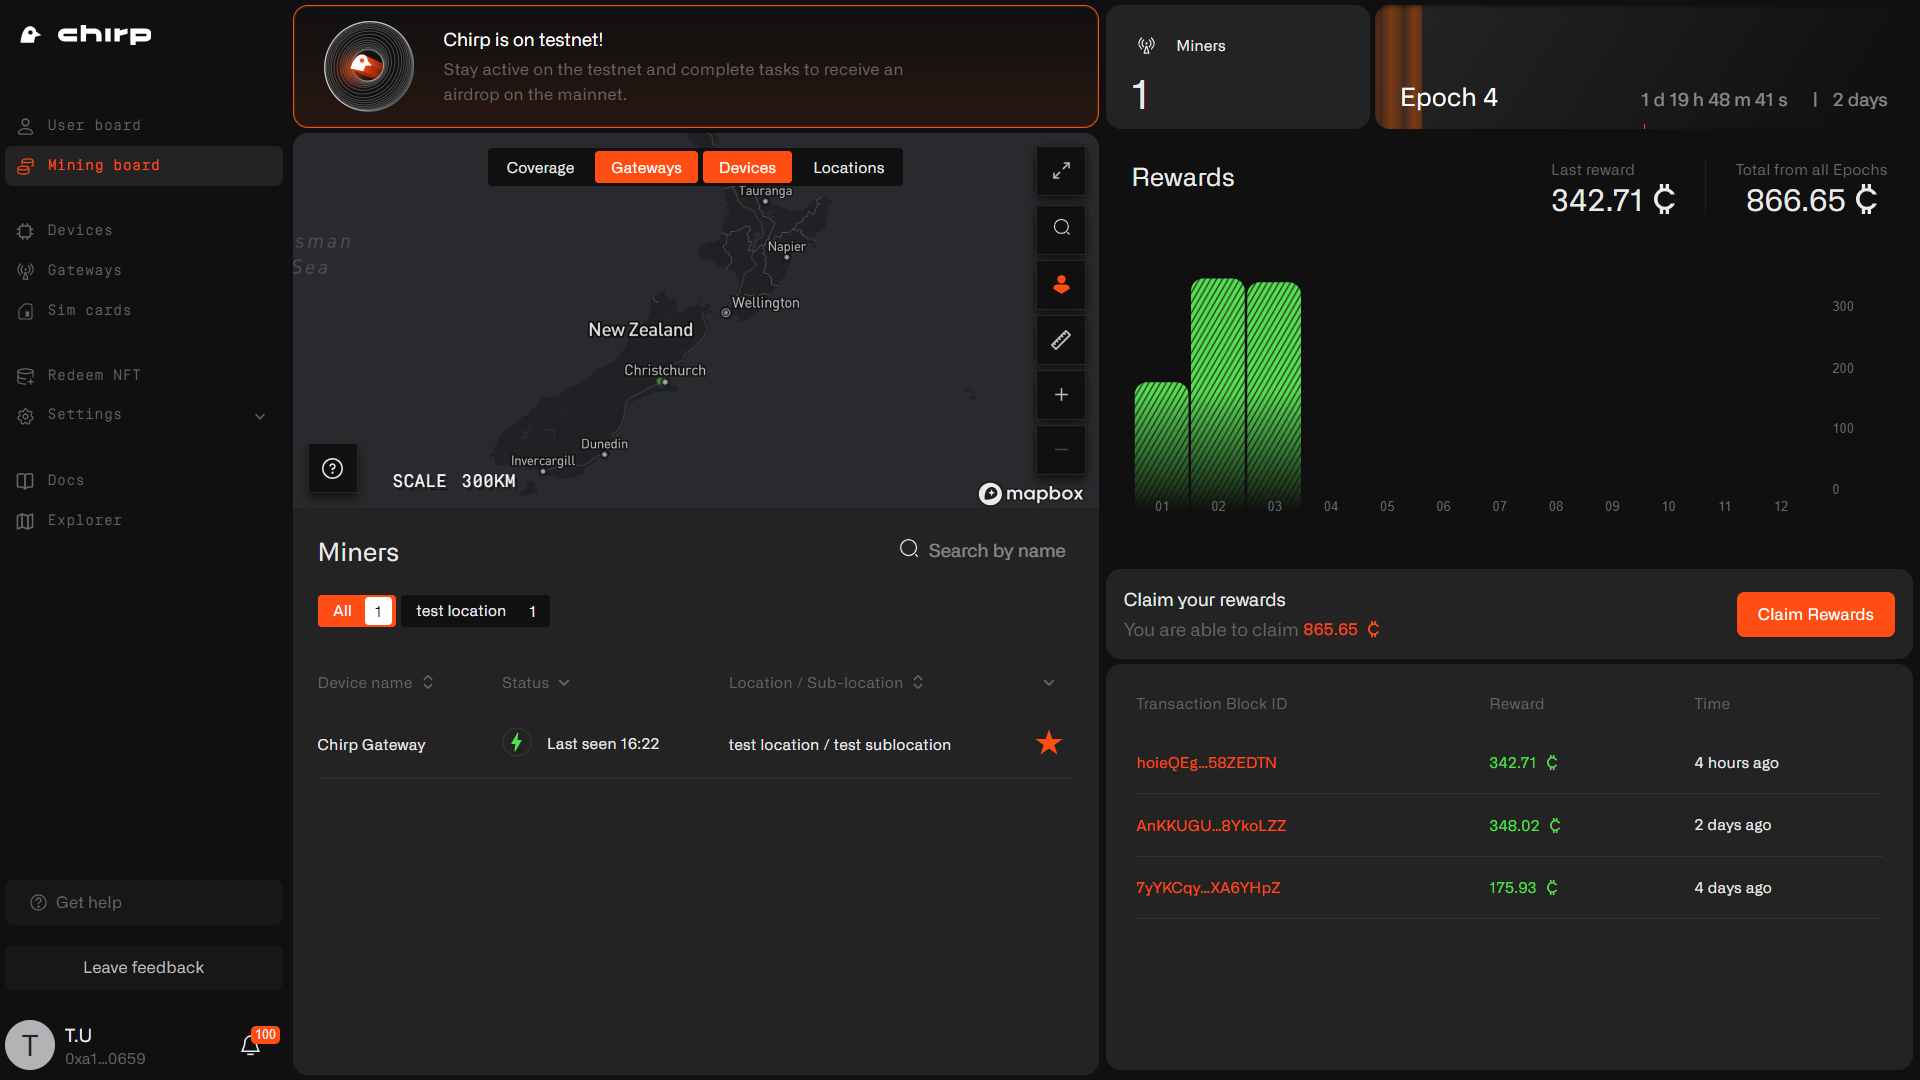 chirp
User board
Mining board
Devices
Gateways
Sim cards
Redeem NFT
Settings
Docs
Explorer
Get help
Leave feedback
T
T.U
0xa1...0659
100
Chirp is on testnet!
Stay active on the testnet and complete tasks to receive an
airdrop on the mainnet.
Coverage Gateways Devices Locations
Tauranga
sman
Sea
Napier
Wellington
New Zealand
Christchurch
Dunedin
Invercargill
SCALE 300KM
mapbox
Miners
Search by name
All 1 test location 1
Device name Status Location / Sub-location
Chirp Gateway Last seen 16:22 test location / test sublocation
Miners
1
Epoch 4
1 d 19 h 48 m 41 s | 2 days
Rewards
Last reward
342.71
Total from all Epochs
866.65
300
200
100
0
01 02 03 04 05 06 07 08 09 10 11 12
Claim your rewards
You are able to claim 865.65
Claim Rewards
Transaction Block ID Reward Time
hoieQEg...58ZEDTN 342.71 4 hours ago
AnKKUGU...8YkoLZZ 348.02 2 days ago
7yYKCqy...XA6YHpZ 175.93 4 days ago